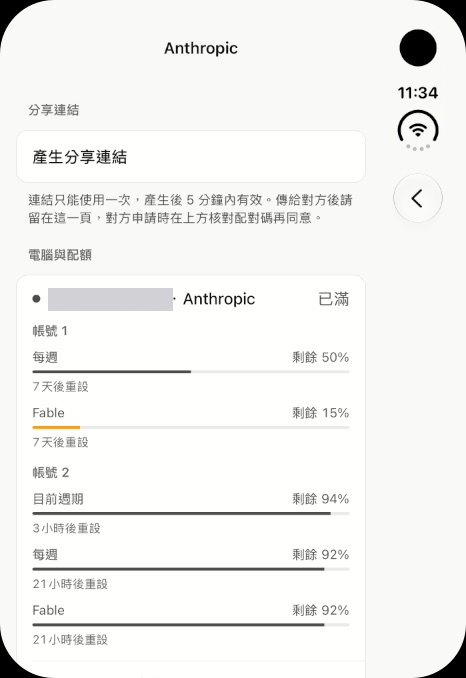 Anthropic
11:34
分享連結
產生分享連結
連結只能使用一次，產生後 5 分鐘內有效。傳給對方後請
留在這一頁，對方申請時在上方核對配對碼再同意。
電腦與配額
· Anthropic 已滿
帳號 1
每週 剩餘 50%
7 天後重設
Fable 剩餘 15%
7 天後重設
帳號 2
目前週期 剩餘 94%
3 小時後重設
每週 剩餘 92%
21 小時後重設
Fable 剩餘 92%
21 小時後重設